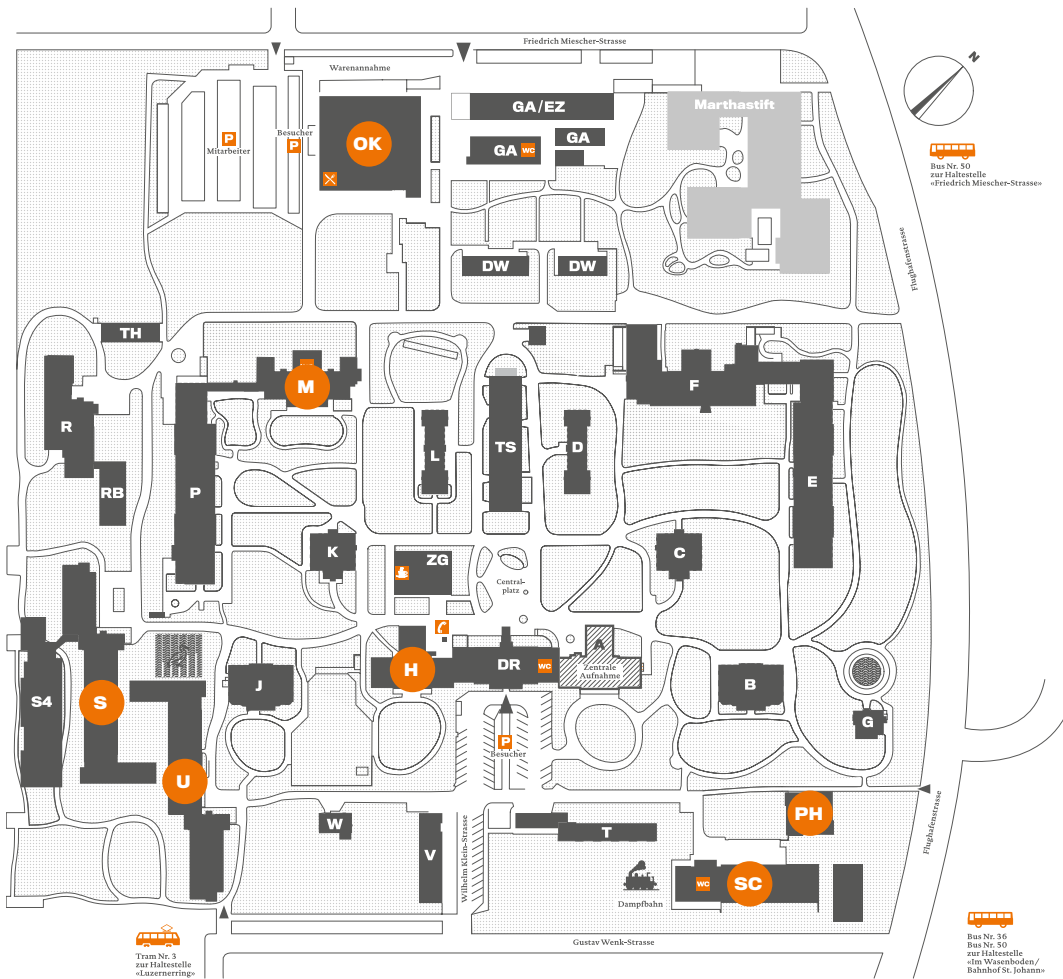 Friedrich Miescher-Strasse
Warenannahme
N
GA/EZ
Marthastift
Besucher
P
P
Mitarbeiter
OK
GA
WC
GA
Bus Nr. 50
zur Haltestelle
«Friedrich Miescher-Strasse»
Flughafenstrasse
DW
DW
TH
M
F
R
L
TS
D
P
RB
E
K
ZG
C
Central-
platz
H
DR
WC
A
Zentrale
Aufnahme
J
B
S4
S
G
P
Besucher
U
PH
W
V
Wilhelm Klein-Strasse
T
Flughafenstrasse
WC
SC
Dampfbahn
Gustav Wenk-Strasse
Tram Nr. 3
zur Haltestelle
«Luzernerring»
Bus Nr. 36
Bus Nr. 50
zur Haltestelle
«Im Wasenboden/
Bahnhof St. Johann»